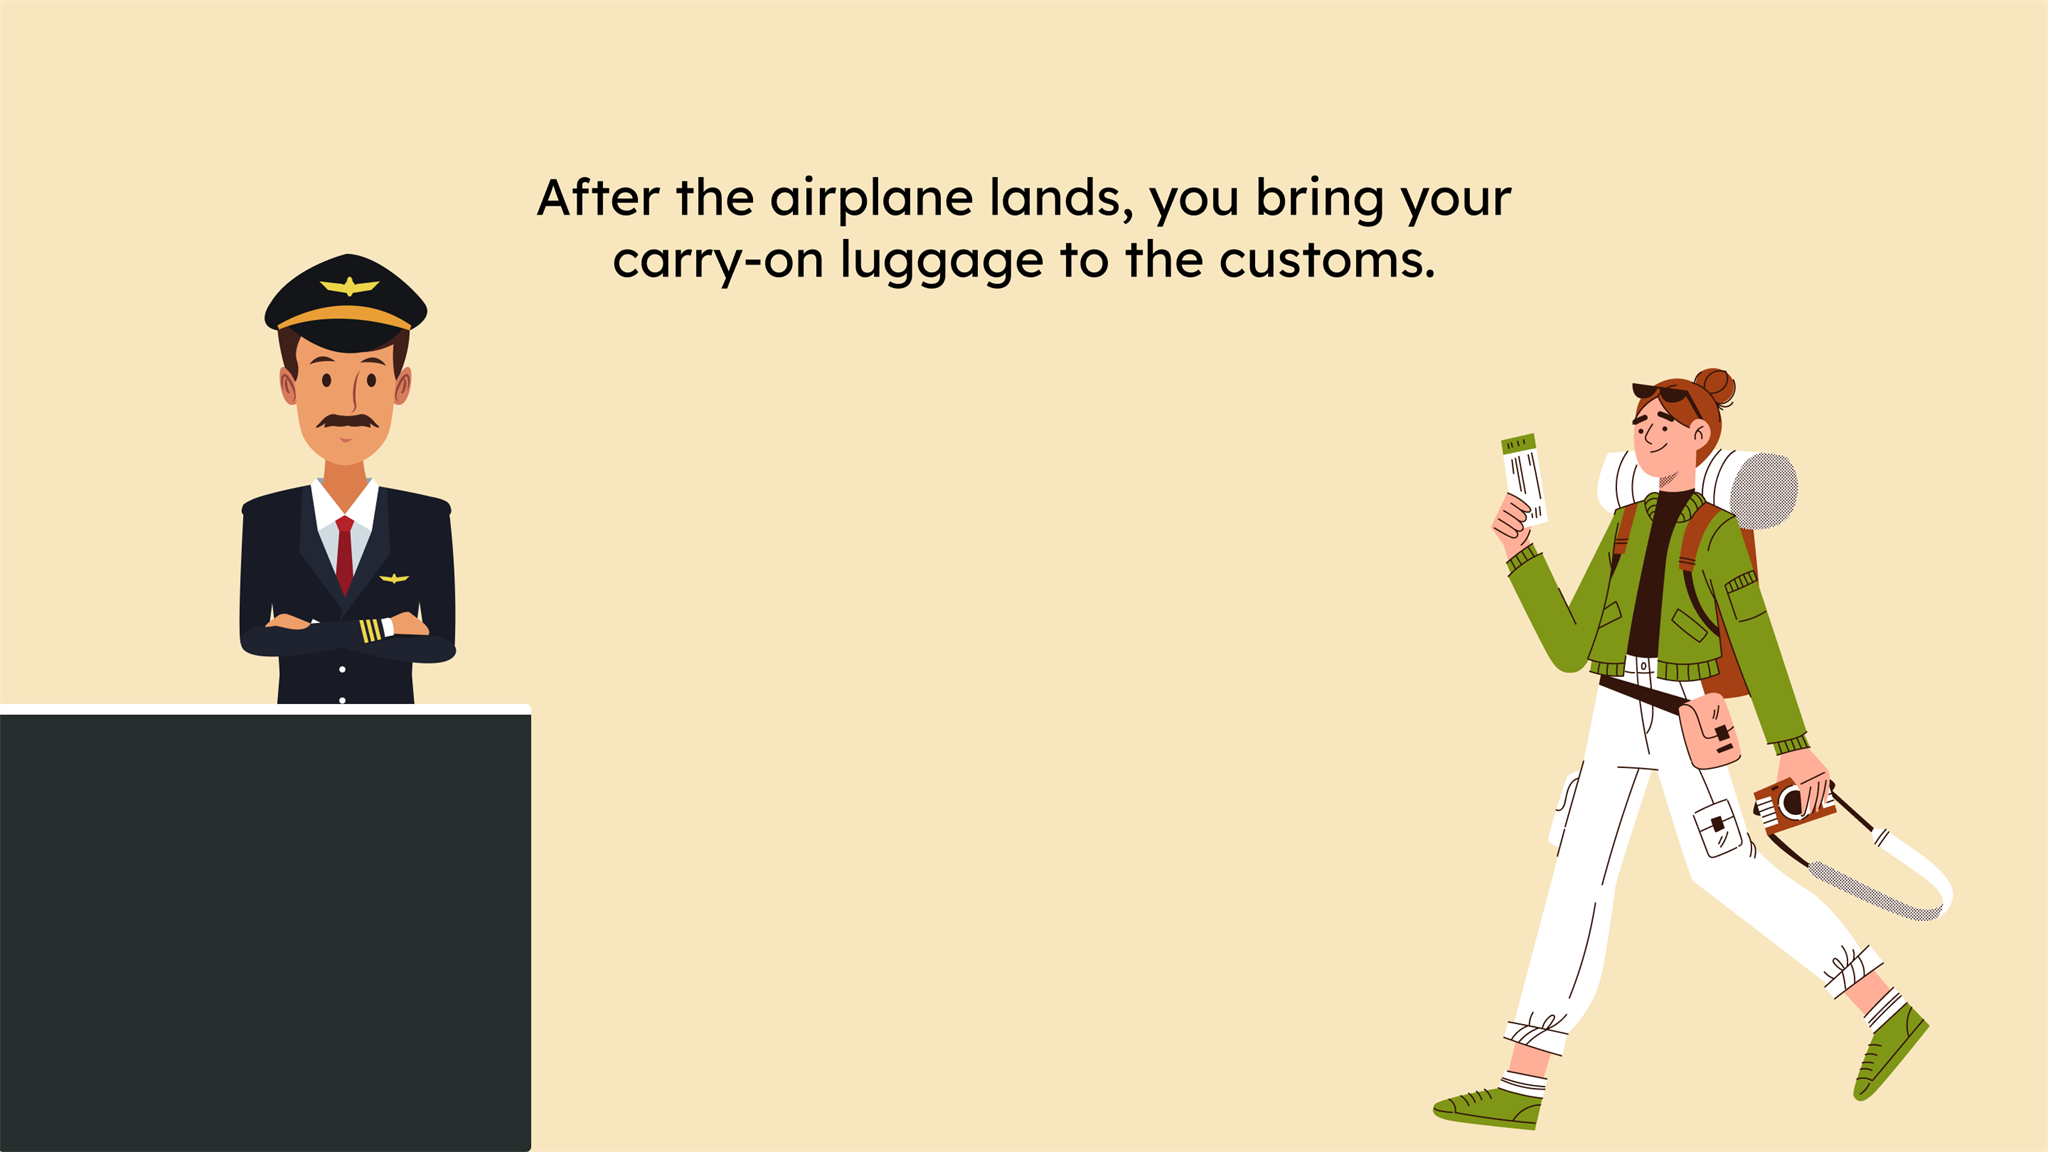 After the airplane lands, you bring your
carry-on luggage to the customs.